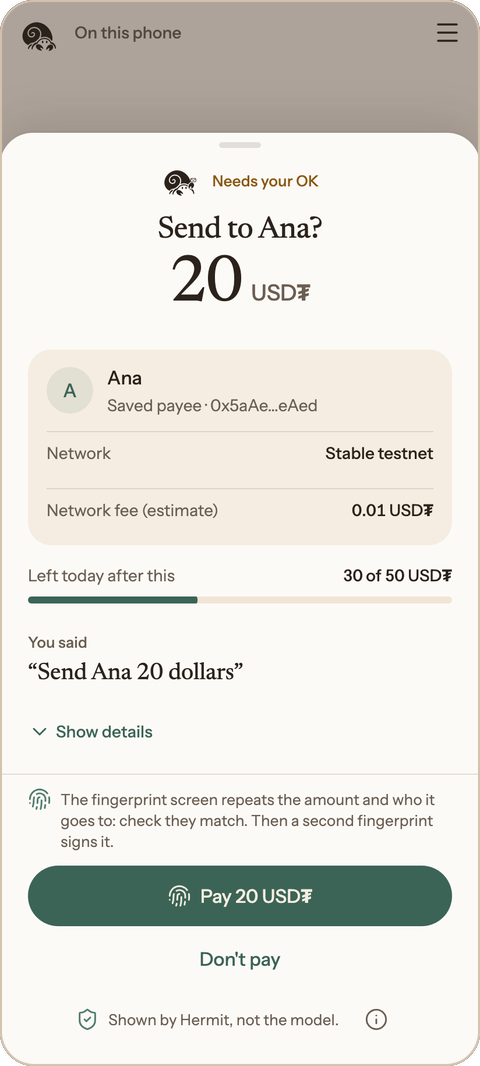 On this phone
Needs your OK
Send to Ana?
20 USD₮
A
Ana
Saved payee · 0x5aAe...eAed
Network
Stable testnet
Network fee (estimate)
0.01 USD₮
Left today after this
30 of 50 USD₮
You said
“Send Ana 20 dollars”
Show details
The fingerprint screen repeats the amount and who it
goes to: check they match. Then a second fingerprint
signs it.
Pay 20 USD₮
Don't pay
Shown by Hermit, not the model.